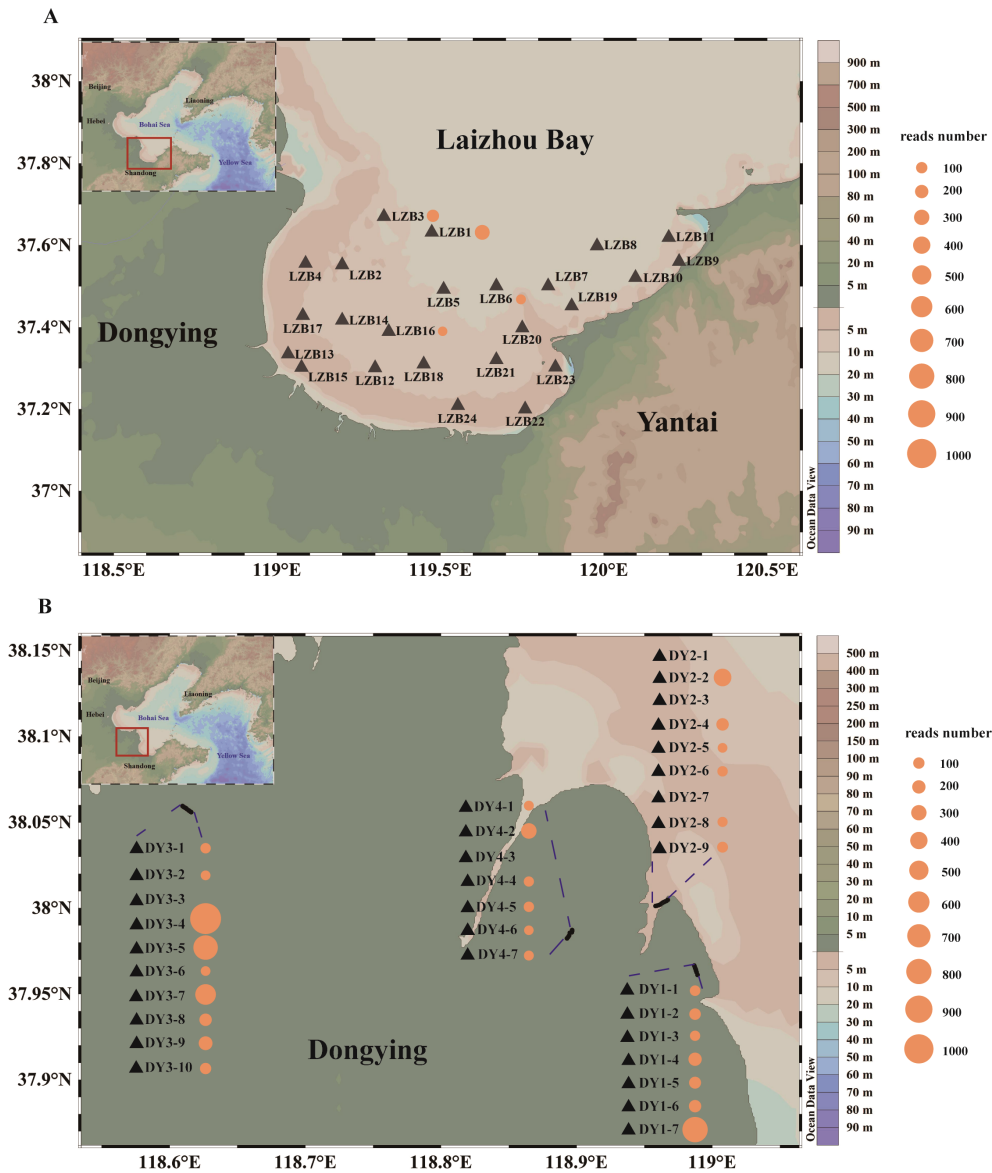 A
38°N
37.8°N
37.6°N
37.4°N
37.2°N
37°N
118.5°E
119°E
119.5°E
120°E
120.5°E
Beijing
Liaoning
Hebei
Bohai Sea
Yellow Sea
Shandong
Laizhou Bay
Dongying
Yantai
LZB3
LZB1
LZB8
LZB11
LZB9
LZB4
LZB2
LZB7
LZB10
LZB5
LZB6
LZB19
LZB17
LZB14
LZB16
LZB20
LZB13
LZB15
LZB12
LZB18
LZB21
LZB23
LZB24
LZB22
900 m
700 m
500 m
300 m
200 m
100 m
80 m
60 m
40 m
20 m
5 m
5 m
10 m
20 m
30 m
40 m
50 m
60 m
70 m
80 m
90 m
Ocean Data View
reads number
100
200
300
400
500
600
700
800
900
1000
B
38.15°N
38.1°N
38.05°N
38°N
37.95°N
37.9°N
118.6°E
118.7°E
118.8°E
118.9°E
119°E
Beijing
Liaoning
Hebei
Bohai Sea
Yellow Sea
Shandong
Dongying
DY3-1
DY3-2
DY3-3
DY3-4
DY3-5
DY3-6
DY3-7
DY3-8
DY3-9
DY3-10
DY4-1
DY4-2
DY4-3
DY4-4
DY4-5
DY4-6
DY4-7
DY2-1
DY2-2
DY2-3
DY2-4
DY2-5
DY2-6
DY2-7
DY2-8
DY2-9
DY1-1
DY1-2
DY1-3
DY1-4
DY1-5
DY1-6
DY1-7
500 m
400 m
300 m
250 m
200 m
150 m
100 m
90 m
80 m
70 m
60 m
50 m
40 m
30 m
20 m
10 m
5 m
5 m
10 m
20 m
30 m
40 m
50 m
60 m
70 m
80 m
90 m
Ocean Data View
reads number
100
200
300
400
500
600
700
800
900
1000